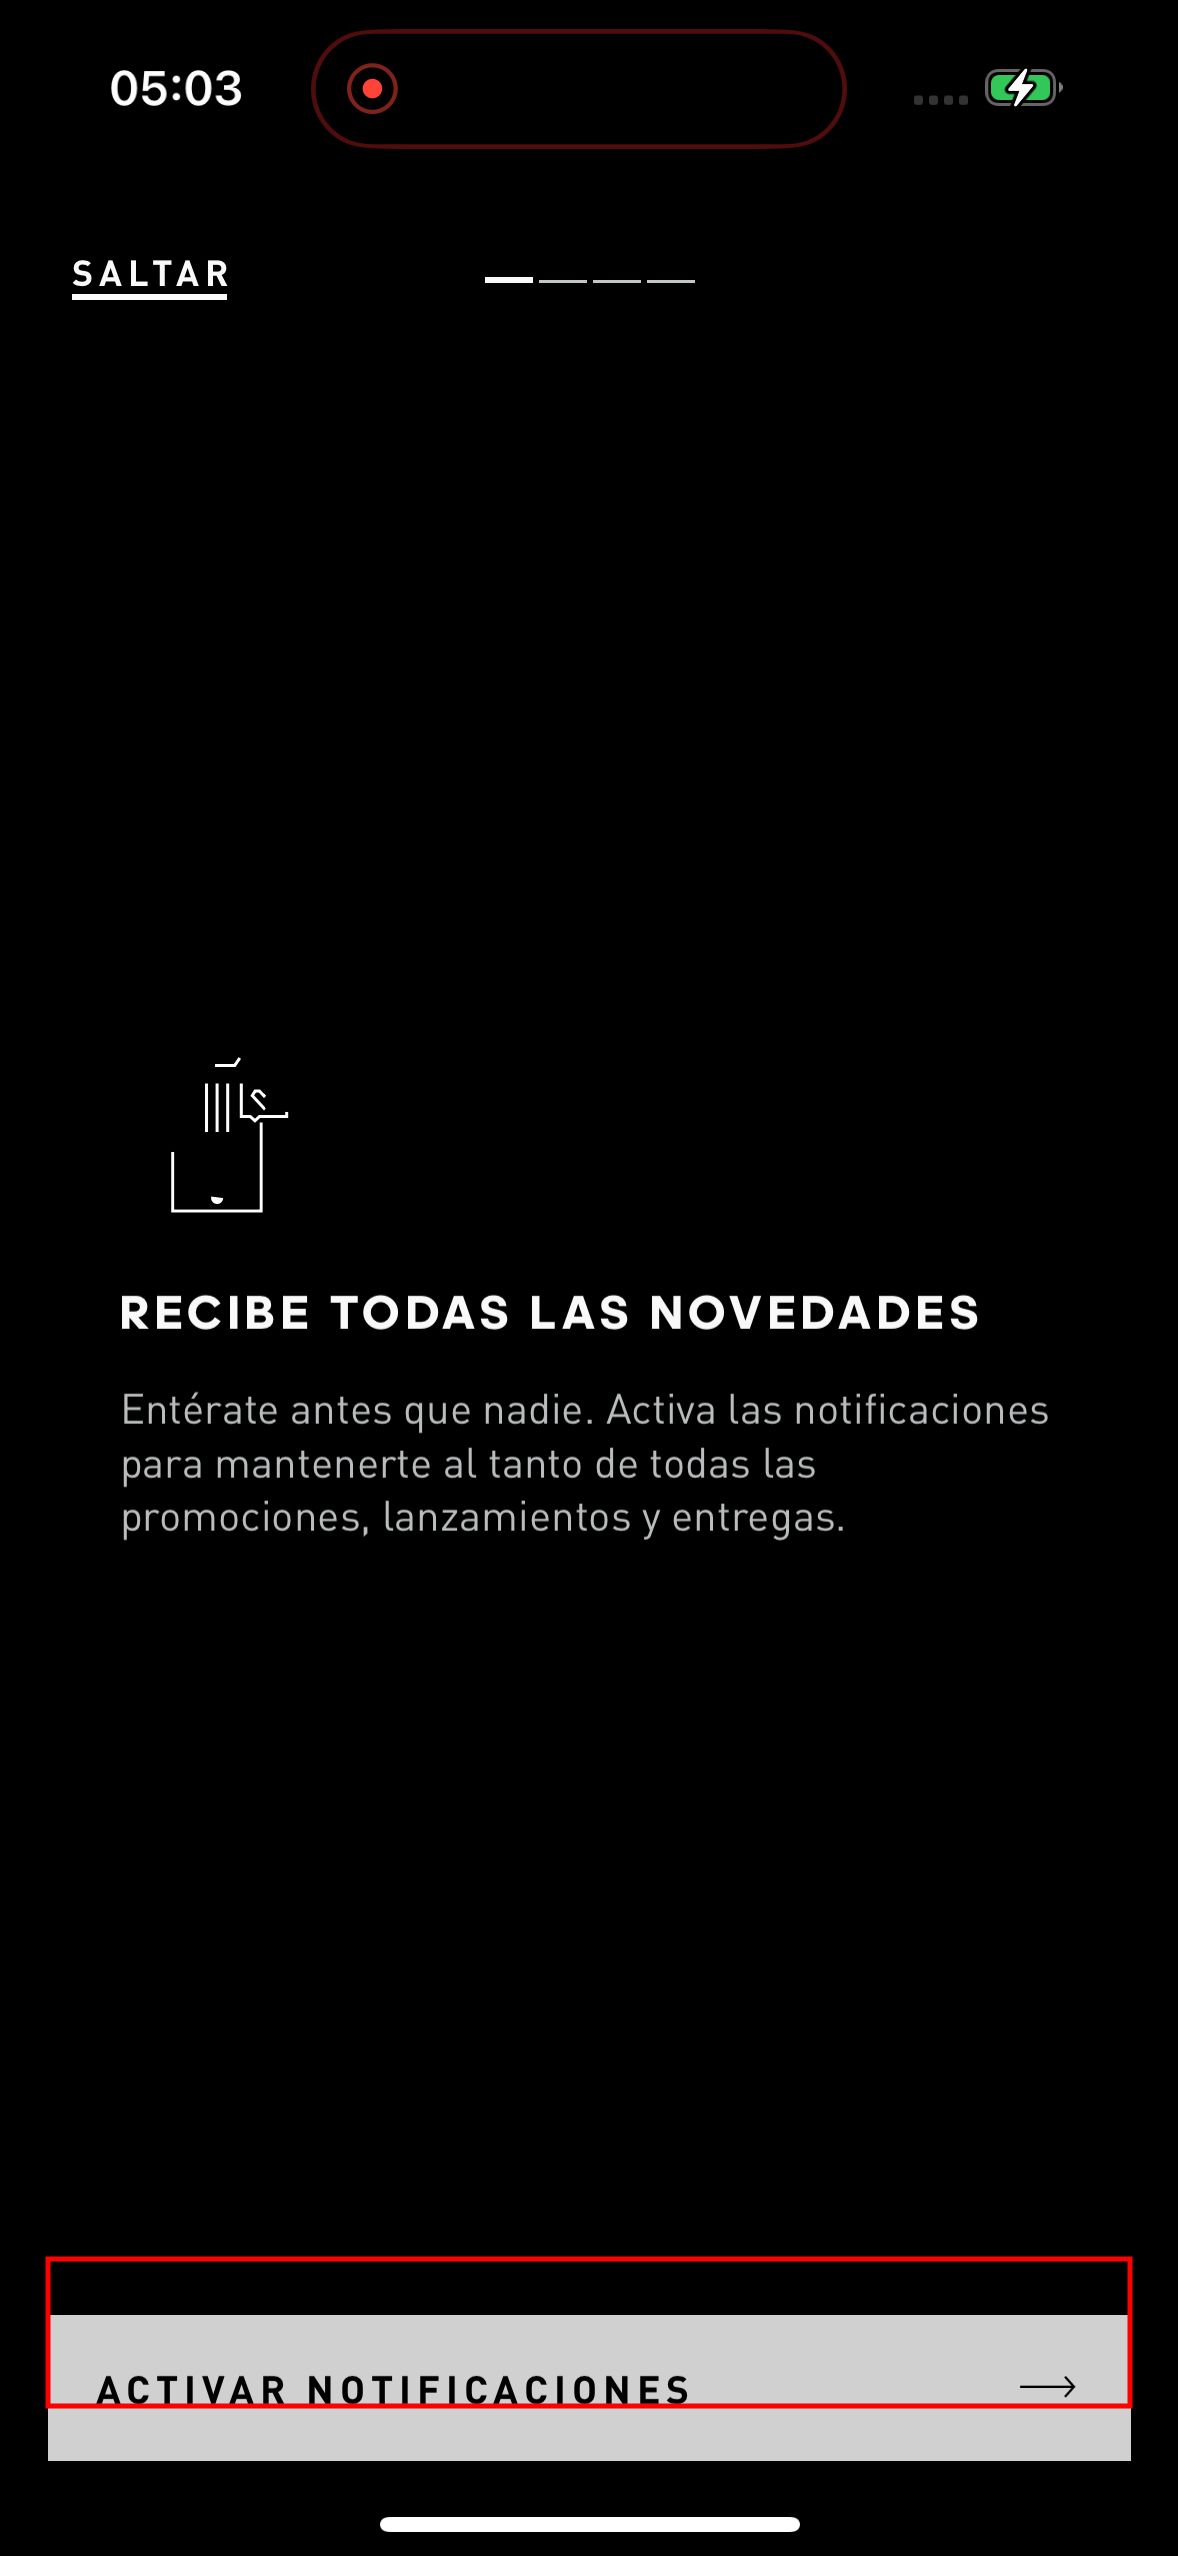 05:03
SALTAR
RECIBE TODAS LAS NOVEDADES
Entérate antes que nadie. Activa las notificaciones
para mantenerte al tanto de todas las
promociones, lanzamientos y entregas.
ACTIVAR NOTIFICACIONES